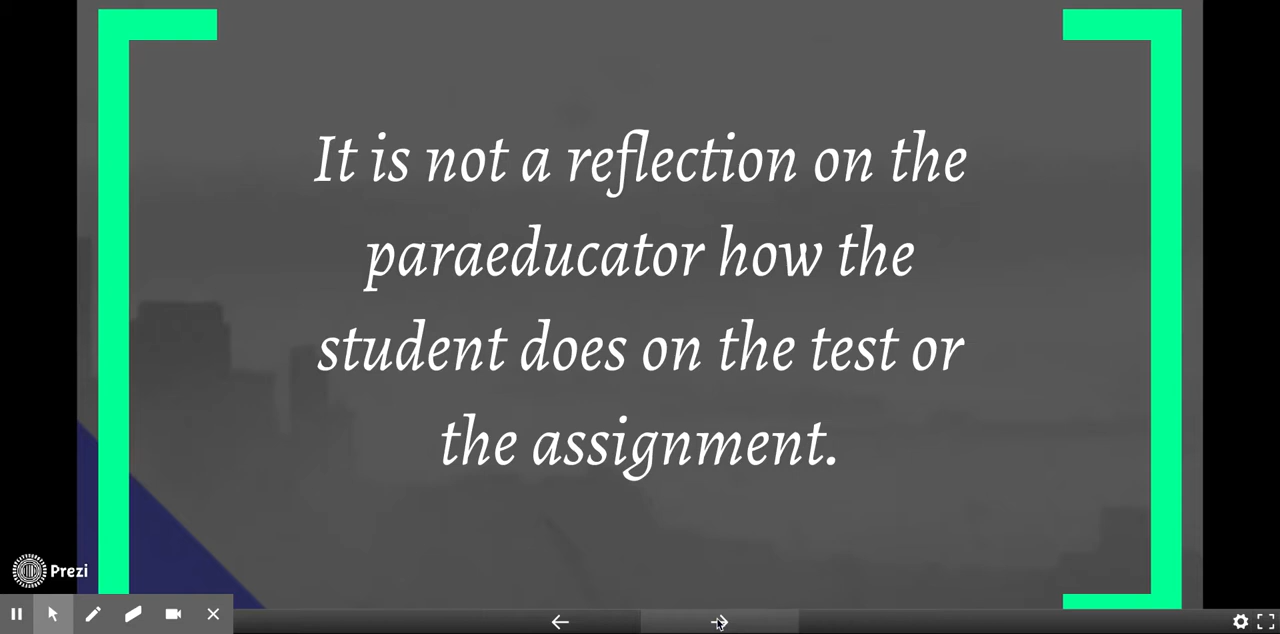 It is not a reflection on the
paraeducator how the
student does on the test or
the assignment.
Prezi